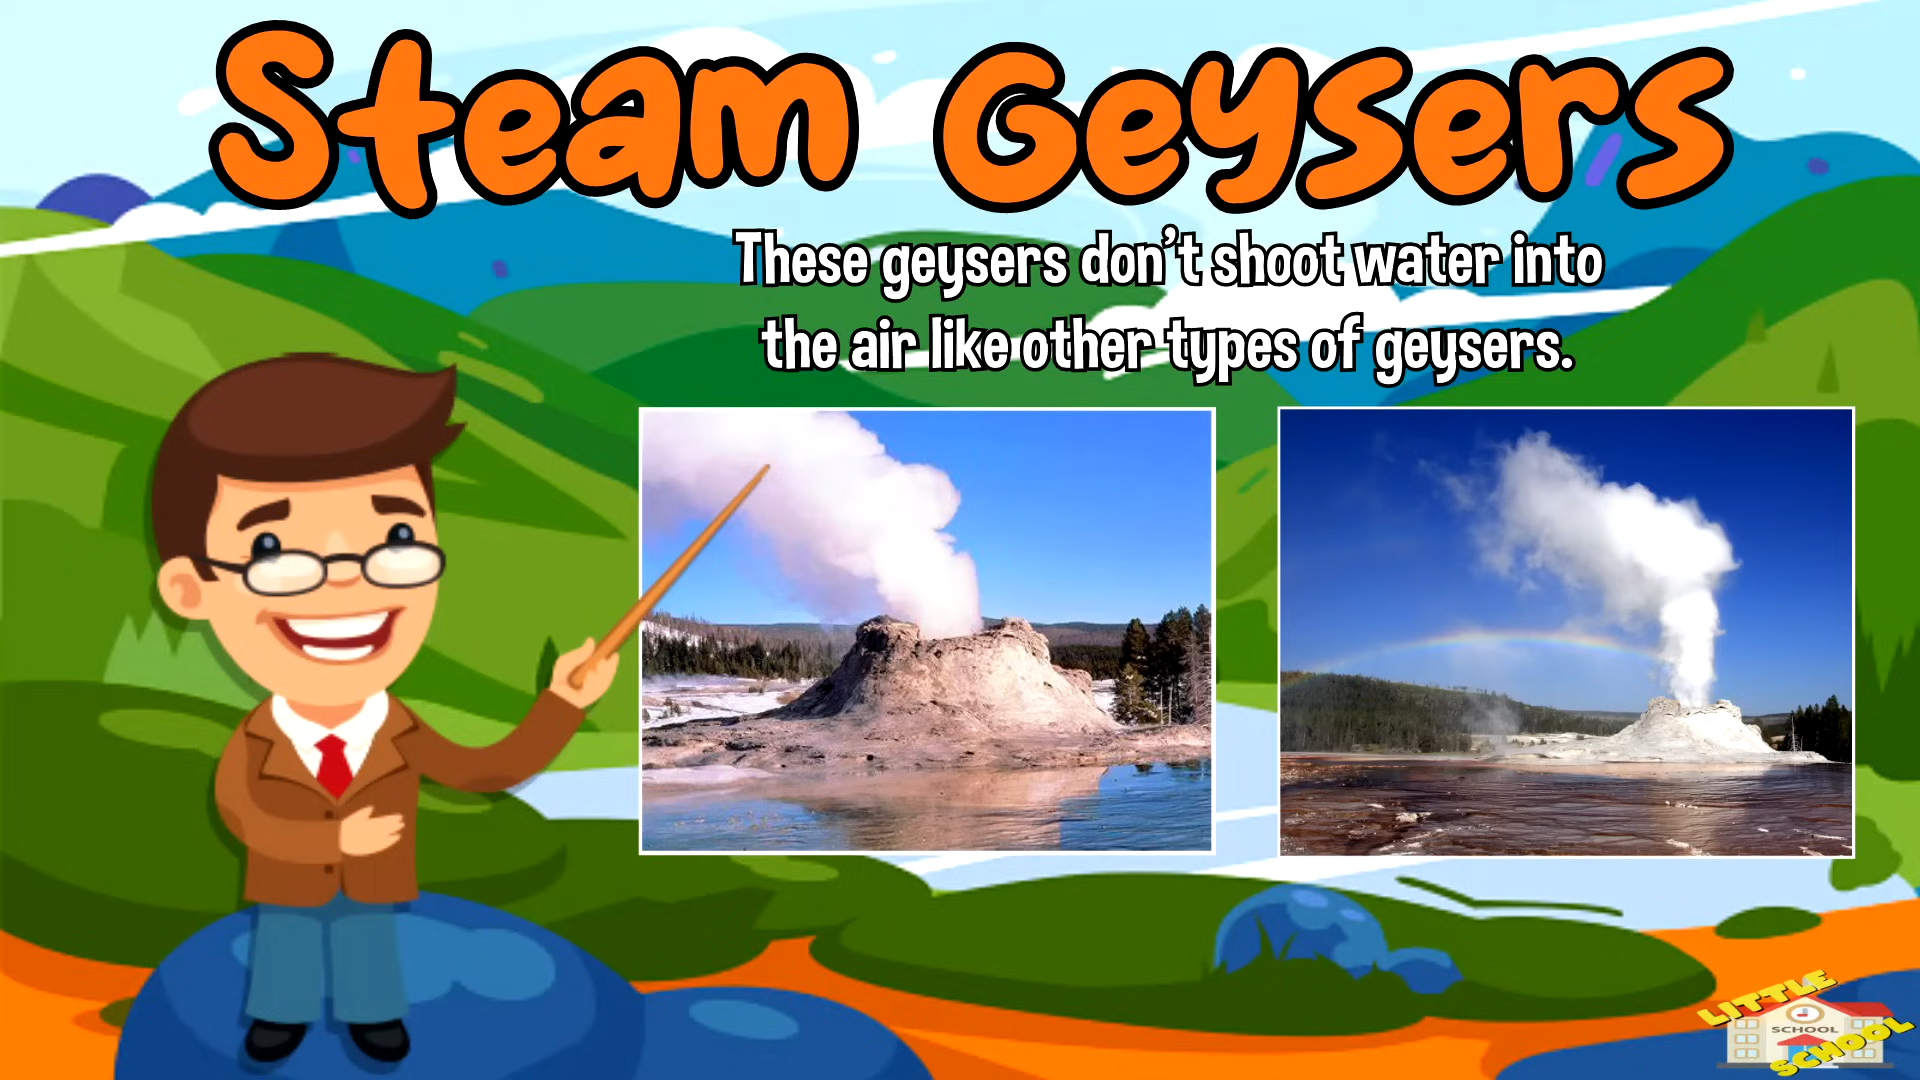 Steam Geysers
These geysers don't shoot water into
the air like other types of geysers.
LITTLE
SCHOOL
SCHOOL